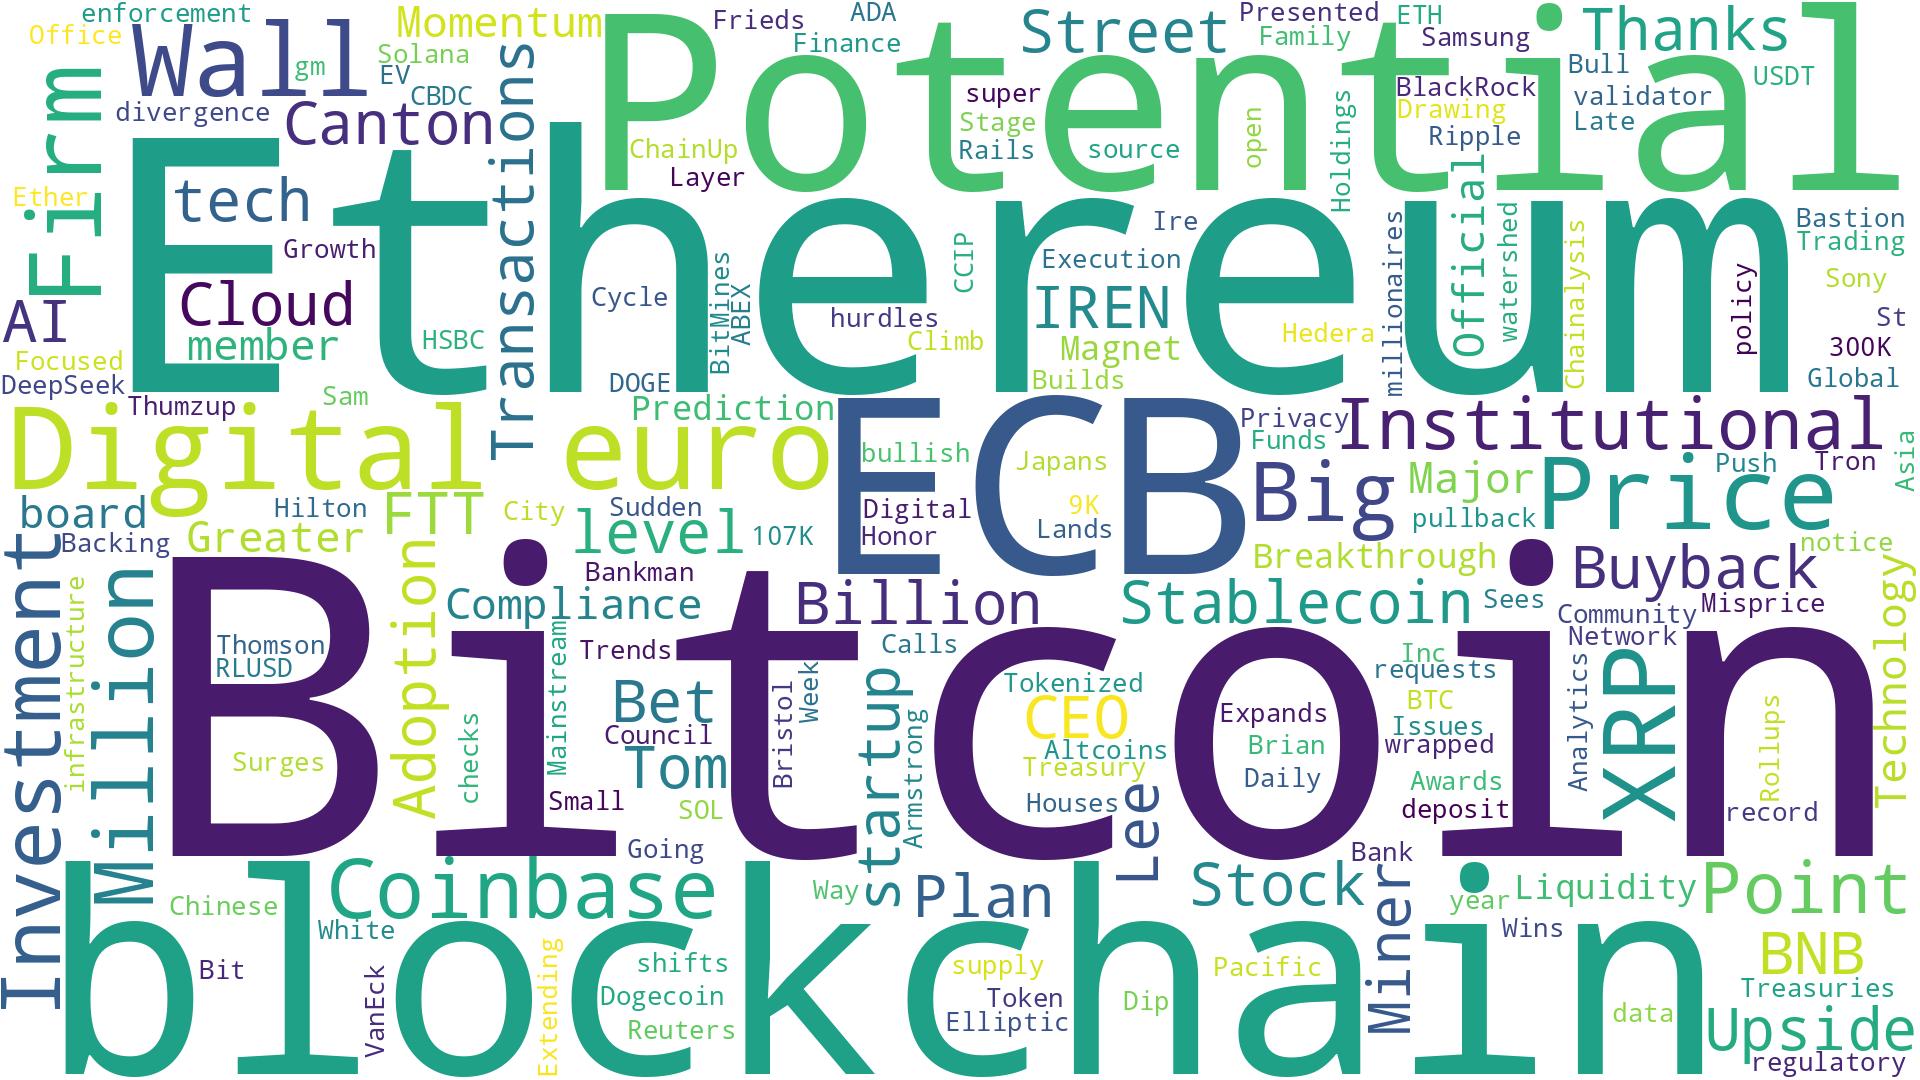 enforcement
Office
Wall
Momentum
Frieds
ADA
Finance
Street
Presented
Family
ETH
Samsung
Thanks
Solana
gm
EV
CBDC
Potential
Bull
USDT
BlackRock
Drawing
validator
Late
Ripple
divergence
Canton
Transactions
super
Stage
Rails
source
open
Holdings
ChainUp
Layer
Firm
Ether
tech
Growth
Ethereum
Ire
Execution
CCIP
Official
watershed
Chainalysis
policy
Bastion
Trading
Sony
St
300K
Global
AI
Cloud
member
HSBC
Cycle
BitMines
ABEX
hurdles
Climb
IREN
Magnet
Builds
Hedera
millionaires
Focused
DeepSeek
Thumzup
Sam
DOGE
Prediction
Digital
euro
ECB
bullish
Japans
Digital
9K
Honor
Lands
Privacy
Funds
Institutional
Big
Major
pullback
Price
Push
Tron
Asia
board
Backing
Hilton
Greater
FTT
City
Sudden
level
107K
Bankman
Breakthrough
notice
Buyback
Investment
infrastructure
Million
Bitcoin
Thomson
RLUSD
Surges
Adoption
checks
Compliance
Mainstream
Trends
Billion
Stablecoin
Sees
Community
Misprice
Network
Calls
Bet
Council
Tom
Small
SOL
Bristol
Week
startup
Armstrong
Tokenized
CEO
Altcoins
Treasury
Houses
Lee
Expands
Brian
Daily
Inc
requests
BTC
Issues
wrapped
Awards
deposit
Analytics
XRP
Rollups
record
Technology
Going
Bank
blockchain
Coinbase
Chinese
White
Bit
VanEck
Extending
shifts
Dogecoin
Reuters
Way
Plan
supply
Token
Elliptic
Dip
Stock
Pacific
Miner
year
Liquidity
Wins
Point
BNB
Treasuries
data
Upside
regulatory